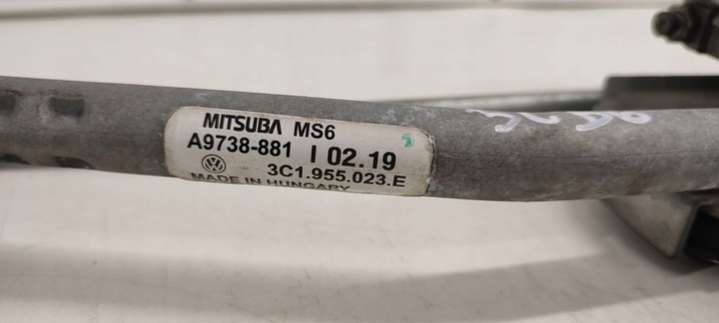 MITSUBA MS6
A9738-881 I 02.19
3C1.955.023.E
MADE IN HUNGARY